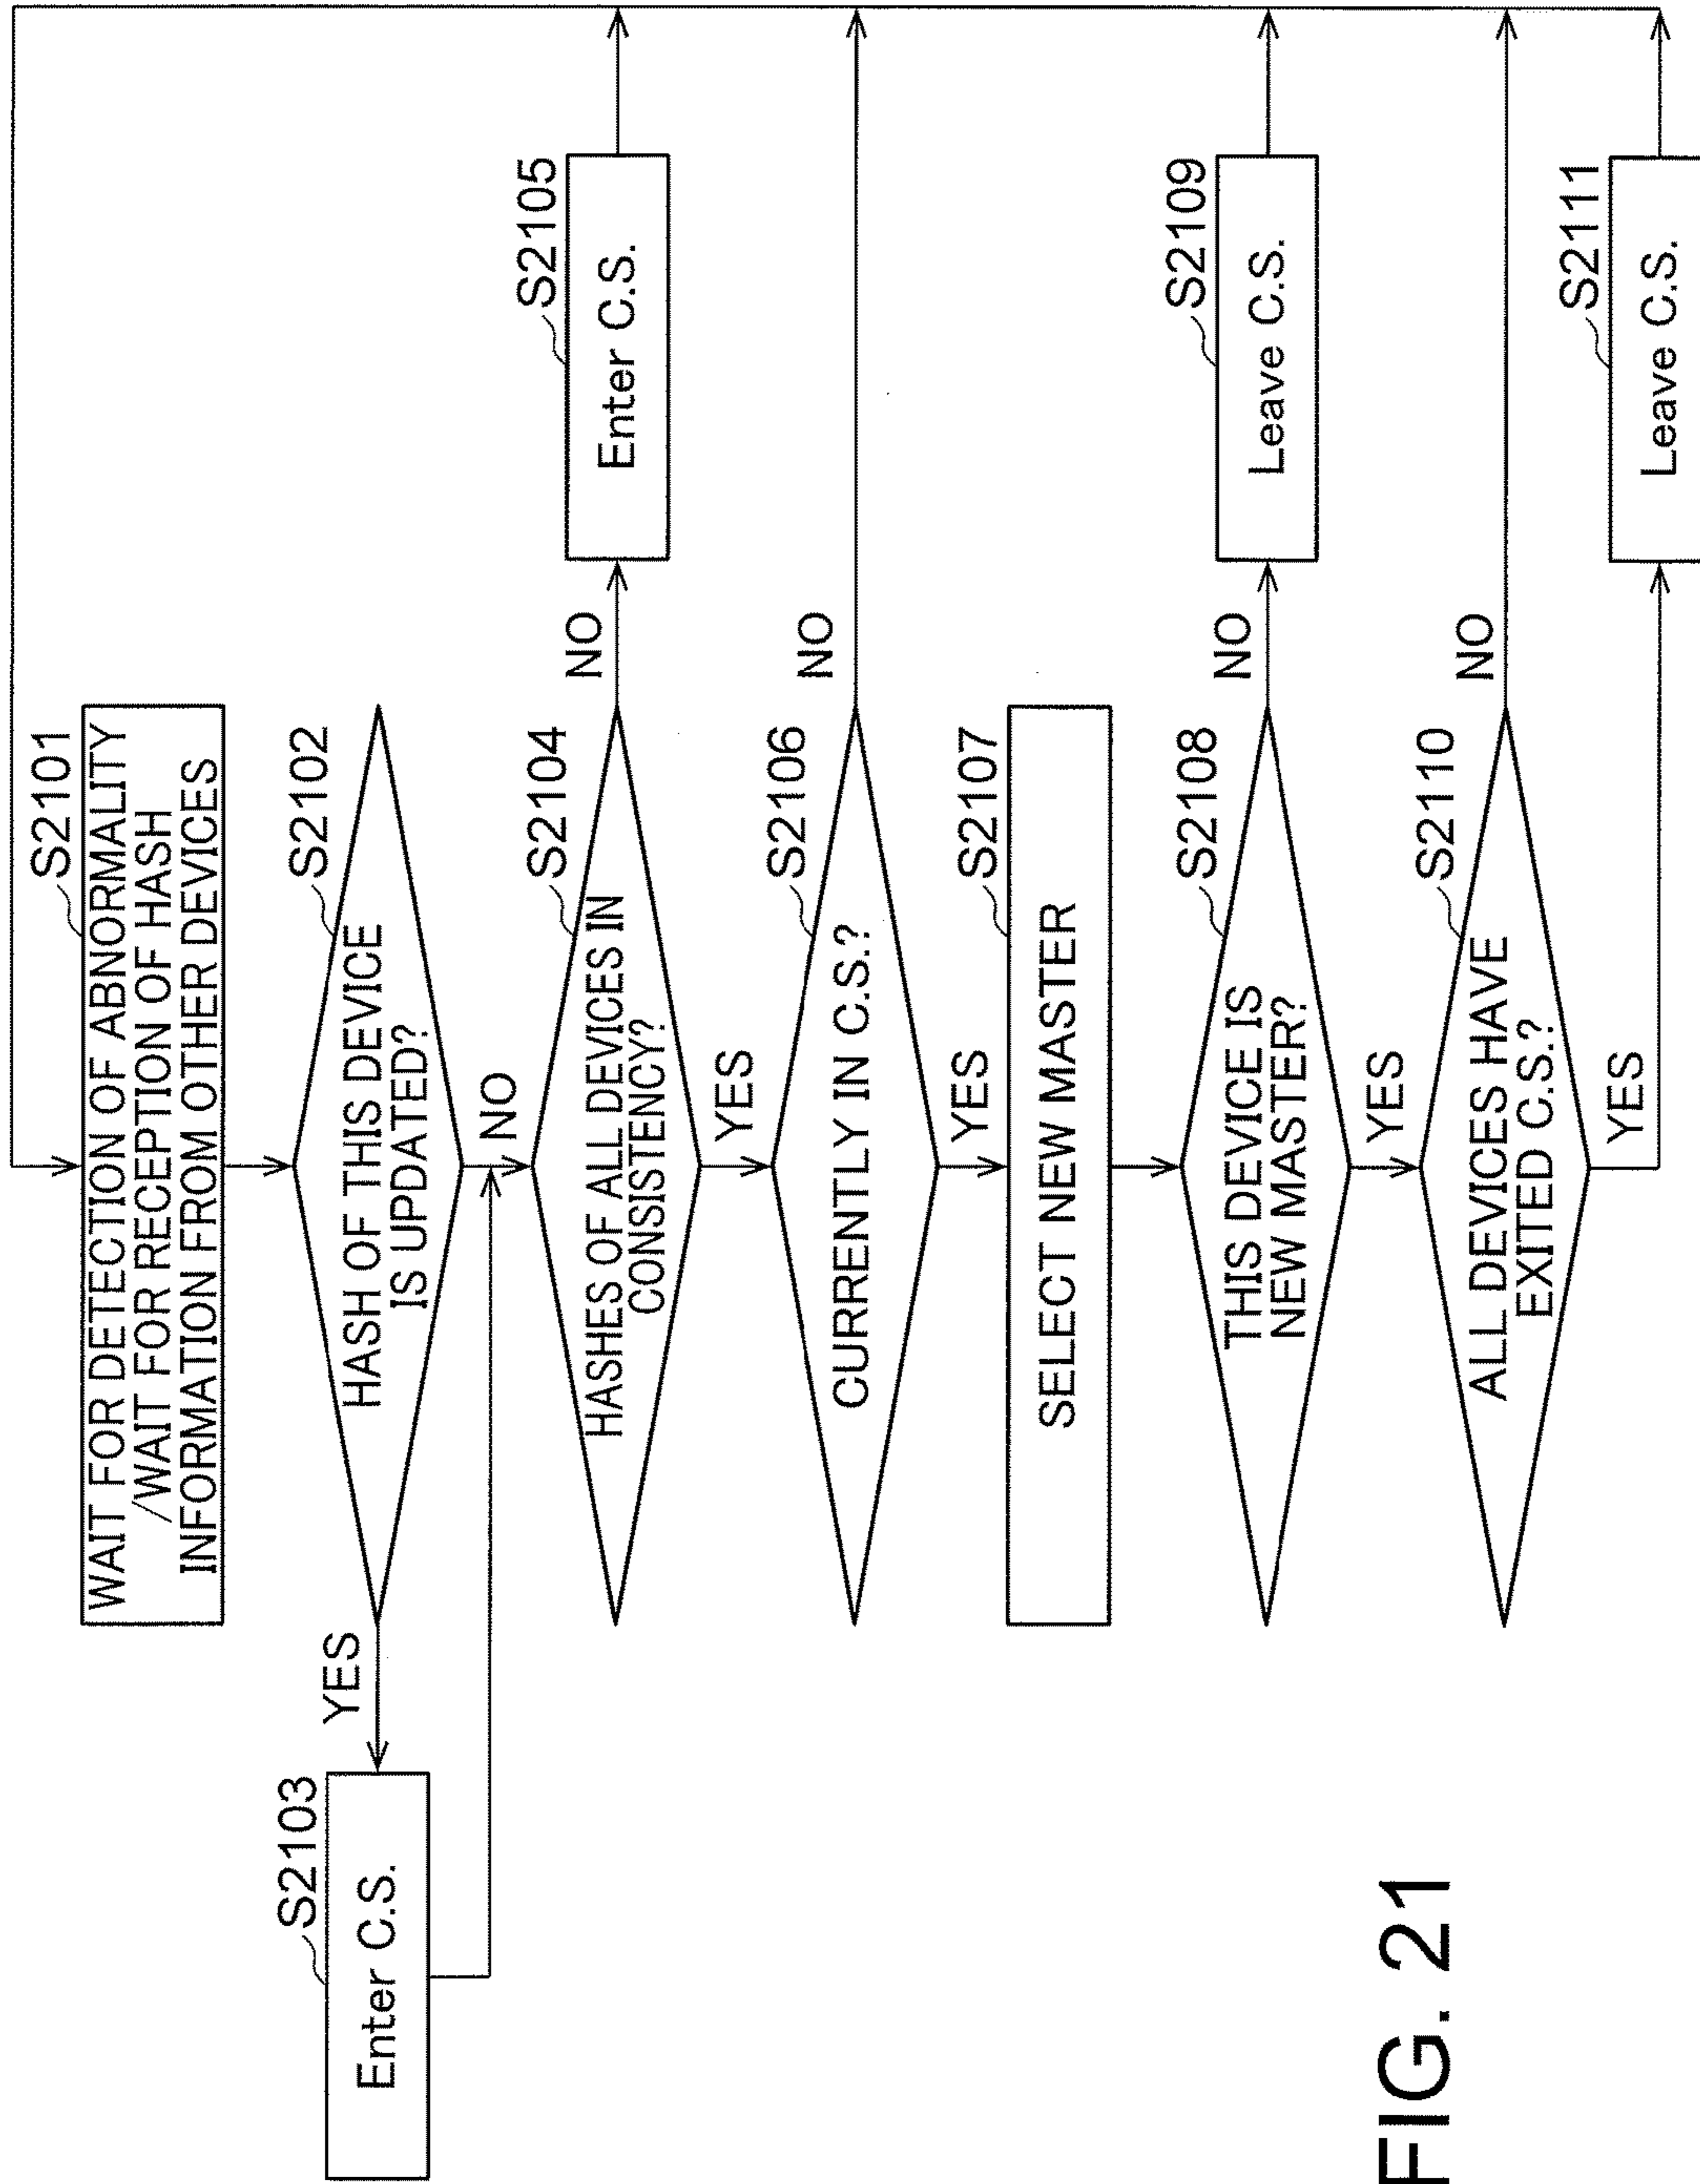 S2101
WAIT FOR DETECTION OF ABNORMALITY
/WAIT FOR RECEPTION OF HASH
INFORMATION FROM OTHER DEVICES
S2102
HASH OF THIS DEVICE
IS UPDATED?
YES
NO
S2103
Enter C.S.
S2104
HASHES OF ALL DEVICES IN
CONSISTENCY?
NO
YES
S2105
Enter C.S.
S2106
CURRENTLY IN C.S.?
NO
YES
S2107
SELECT NEW MASTER
S2108
THIS DEVICE IS
NEW MASTER?
NO
YES
S2109
Leave C.S.
S2110
ALL DEVICES HAVE
EXITED C.S.?
NO
YES
S2111
Leave C.S.
FIG. 21